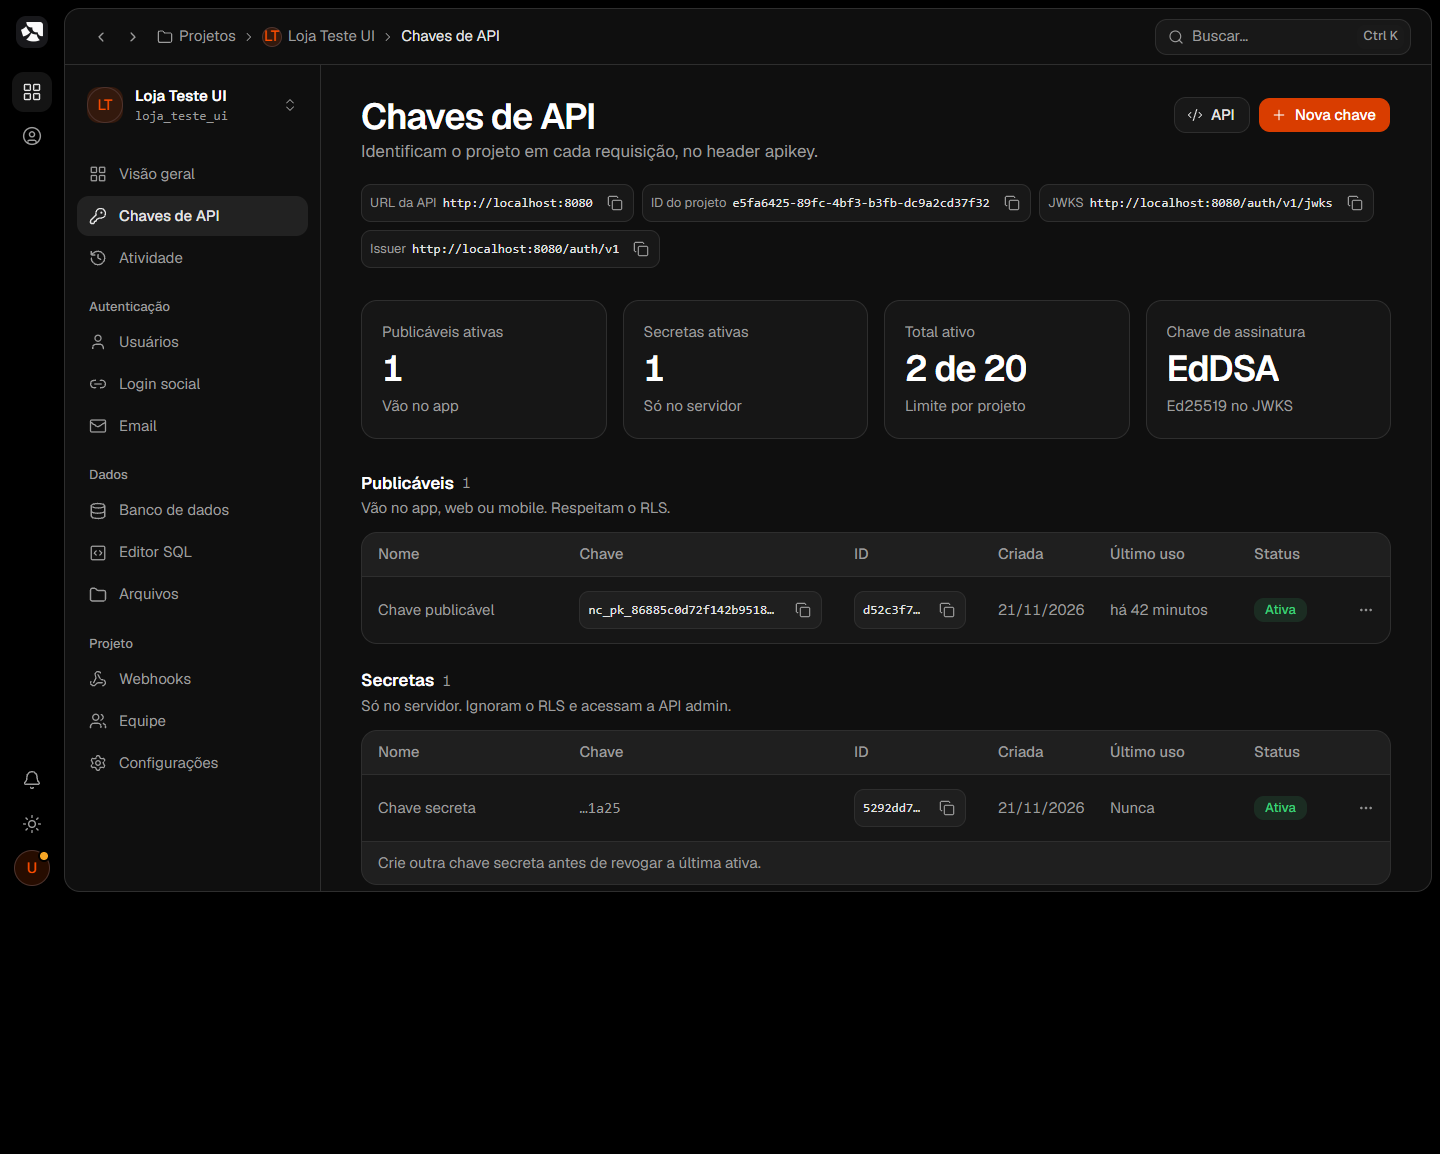 Projetos > LT Loja Teste UI > Chaves de API
Buscar... Ctrl K
LT Loja Teste UI
loja_teste_ui
Visão geral
Chaves de API
Atividade
Autenticação
Usuários
Login social
Email
Dados
Banco de dados
Editor SQL
Arquivos
Projeto
Webhooks
Equipe
Configurações
U
Chaves de API
Identificam o projeto em cada requisição, no header apikey.
</> API
+ Nova chave
URL da API http://localhost:8080
ID do projeto e5fa6425-89fc-4bf3-b3fb-dc9a2cd37f32
JWKS http://localhost:8080/auth/v1/jwks
Issuer http://localhost:8080/auth/v1
Publicáveis ativas
1
Vão no app
Secretas ativas
1
Só no servidor
Total ativo
2 de 20
Limite por projeto
Chave de assinatura
EdDSA
Ed25519 no JWKS
Publicáveis 1
Vão no app, web ou mobile. Respeitam o RLS.
Nome Chave ID Criada Último uso Status
Chave publicável nc_pk_86885c0d72f142b9518… d52c3f7… 21/11/2026 há 42 minutos Ativa
Secretas 1
Só no servidor. Ignoram o RLS e acessam a API admin.
Nome Chave ID Criada Último uso Status
Chave secreta …1a25 5292dd7… 21/11/2026 Nunca Ativa
Crie outra chave secreta antes de revogar a última ativa.